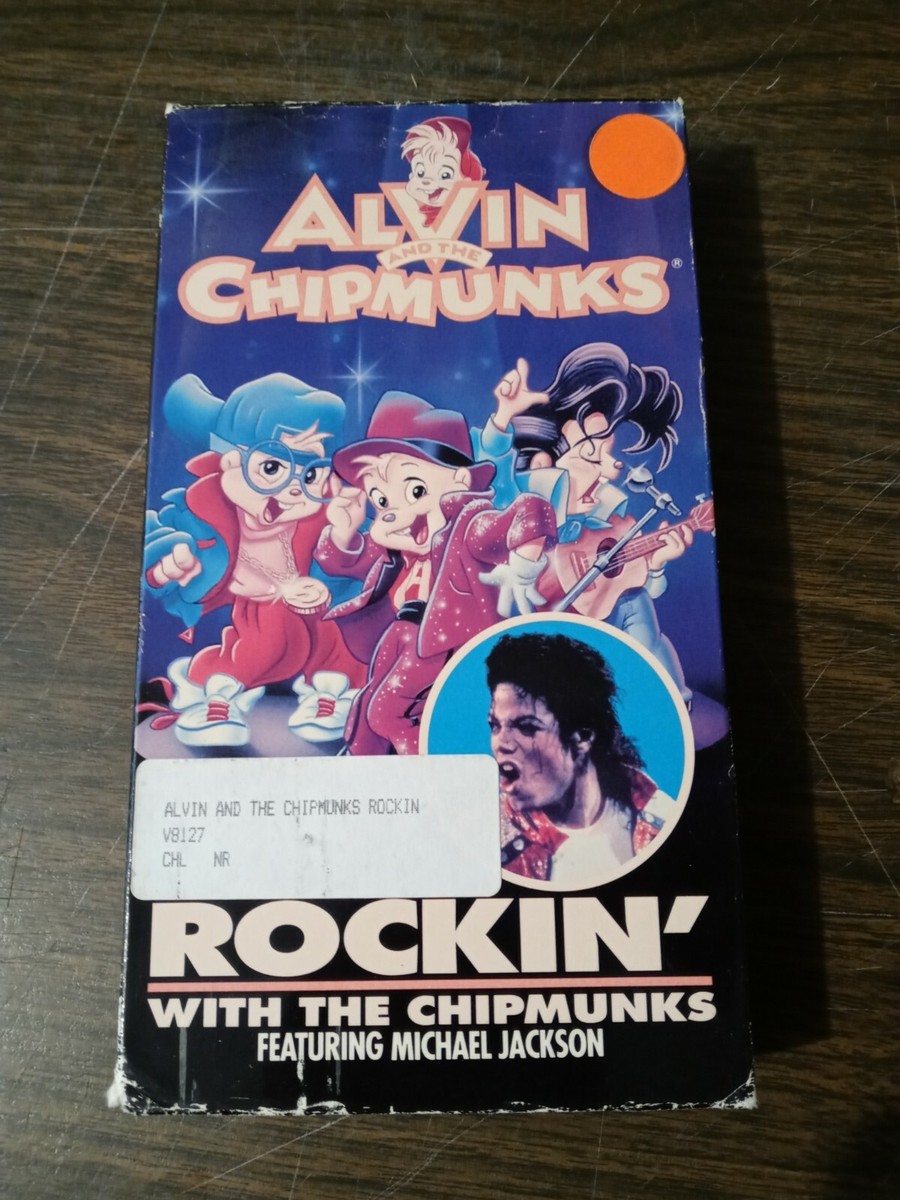 ALVIN
AND THE
CHIPMUNKS®
A
ALVIN AND THE CHIPMUNKS ROCKIN
V8127
CHL NR
ROCKIN'
WITH THE CHIPMUNKS
FEATURING MICHAEL JACKSON